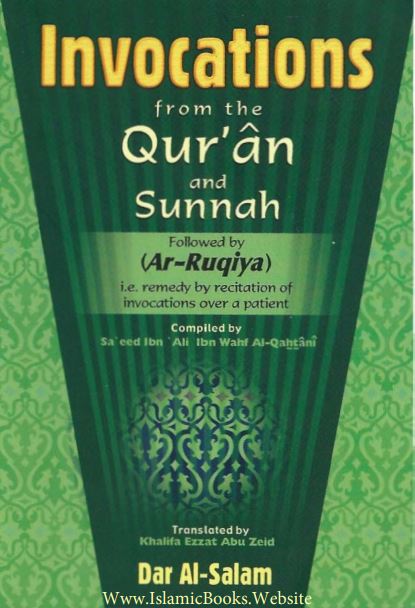 Invocations
from the
Qur'ân
and
Sunnah
Followed by
(Ar-Ruqiya)
i.e. remedy by recitation of
invocations over a patient
Compiled by
Sa`eed Ibn `Ali Ibn Wahf Al-Qaḥṭânî
Translated by
Khalifa Ezzat Abu Zeid
Dar Al-Salam
Www.IslamicBooks.Website